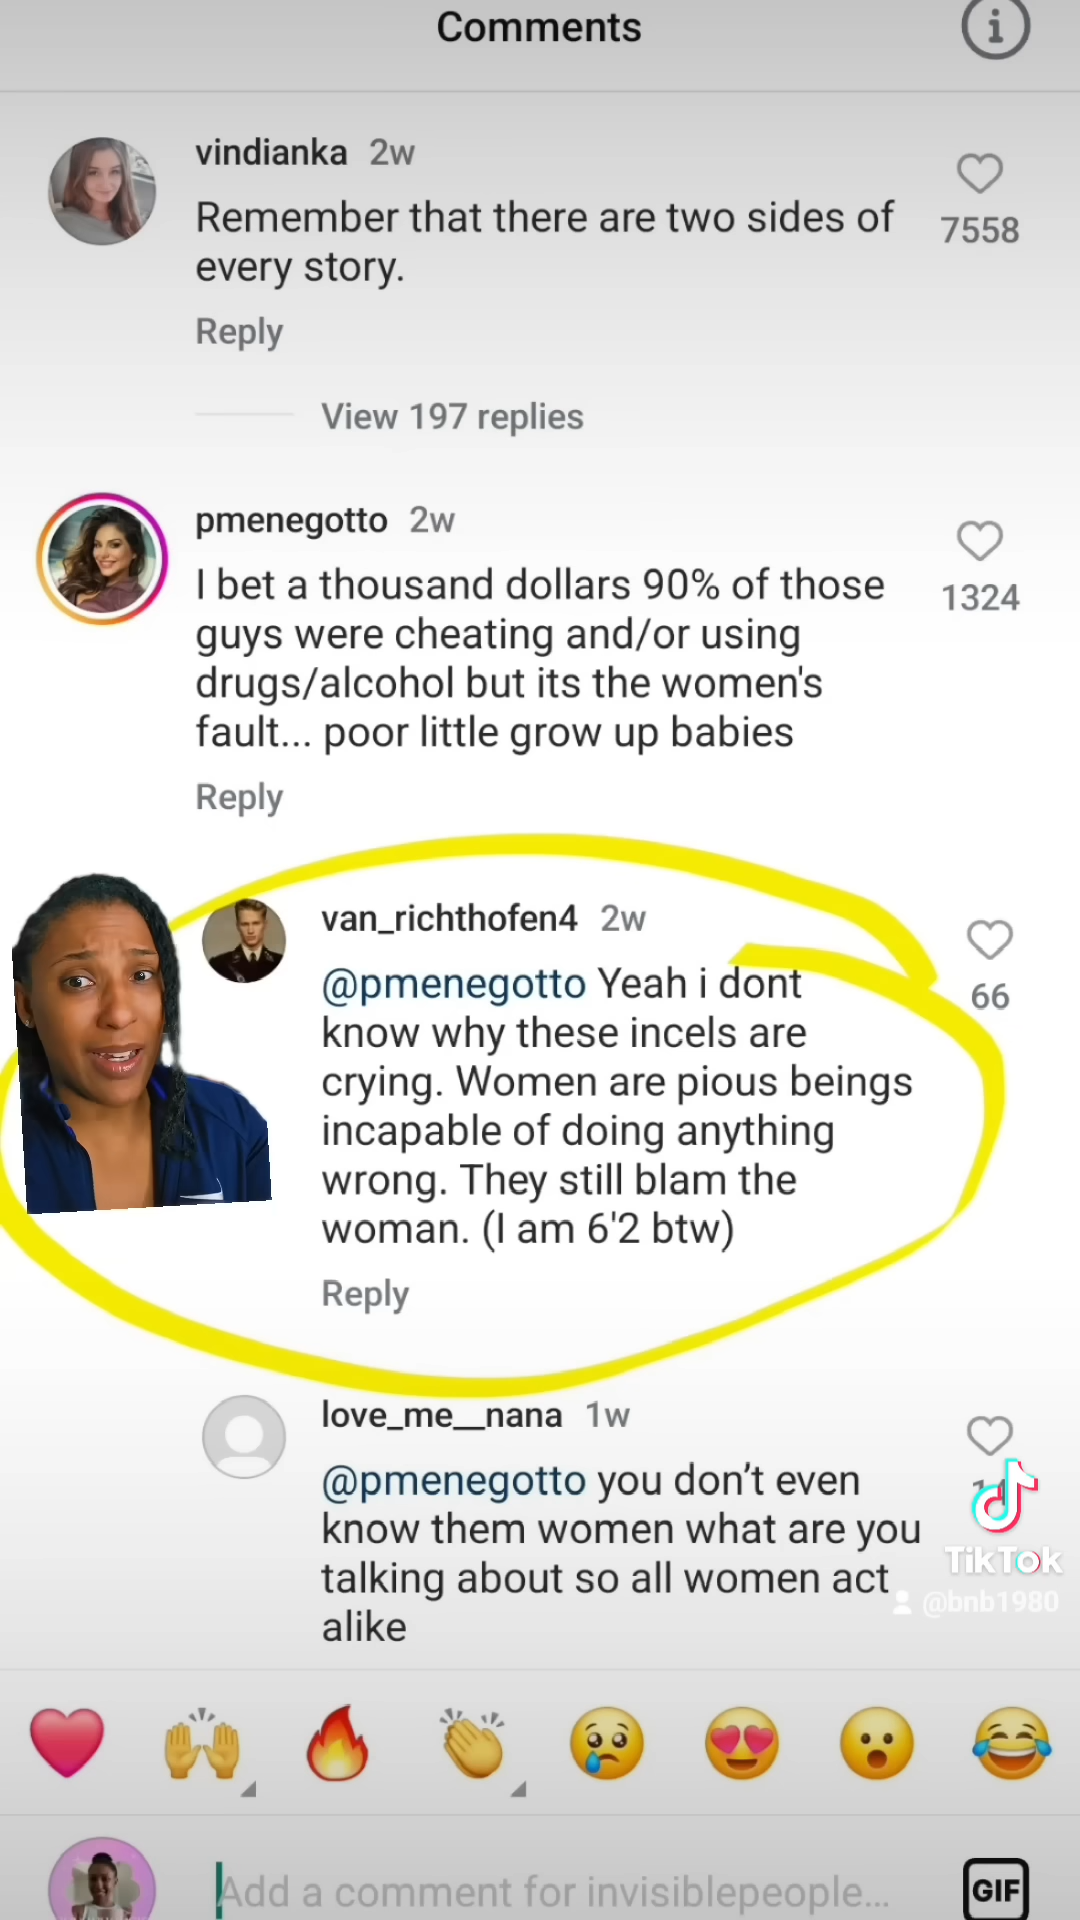 Comments
vindianka 2w
Remember that there are two sides of
every story.
7558
Reply
View 197 replies
pmenegotto 2w
I bet a thousand dollars 90% of those
guys were cheating and/or using
drugs/alcohol but its the women's
fault... poor little grow up babies
1324
Reply
van_richthofen4 2w
@pmenegotto Yeah i dont
know why these incels are
crying. Women are pious beings
incapable of doing anything
wrong. They still blam the
woman. (I am 6'2 btw)
66
Reply
love_me__nana 1w
@pmenegotto you don't even
know them women what are you
talking about so all women act
alike
TikTok
@bnb1980
Add a comment for invisiblepeople...
GIF